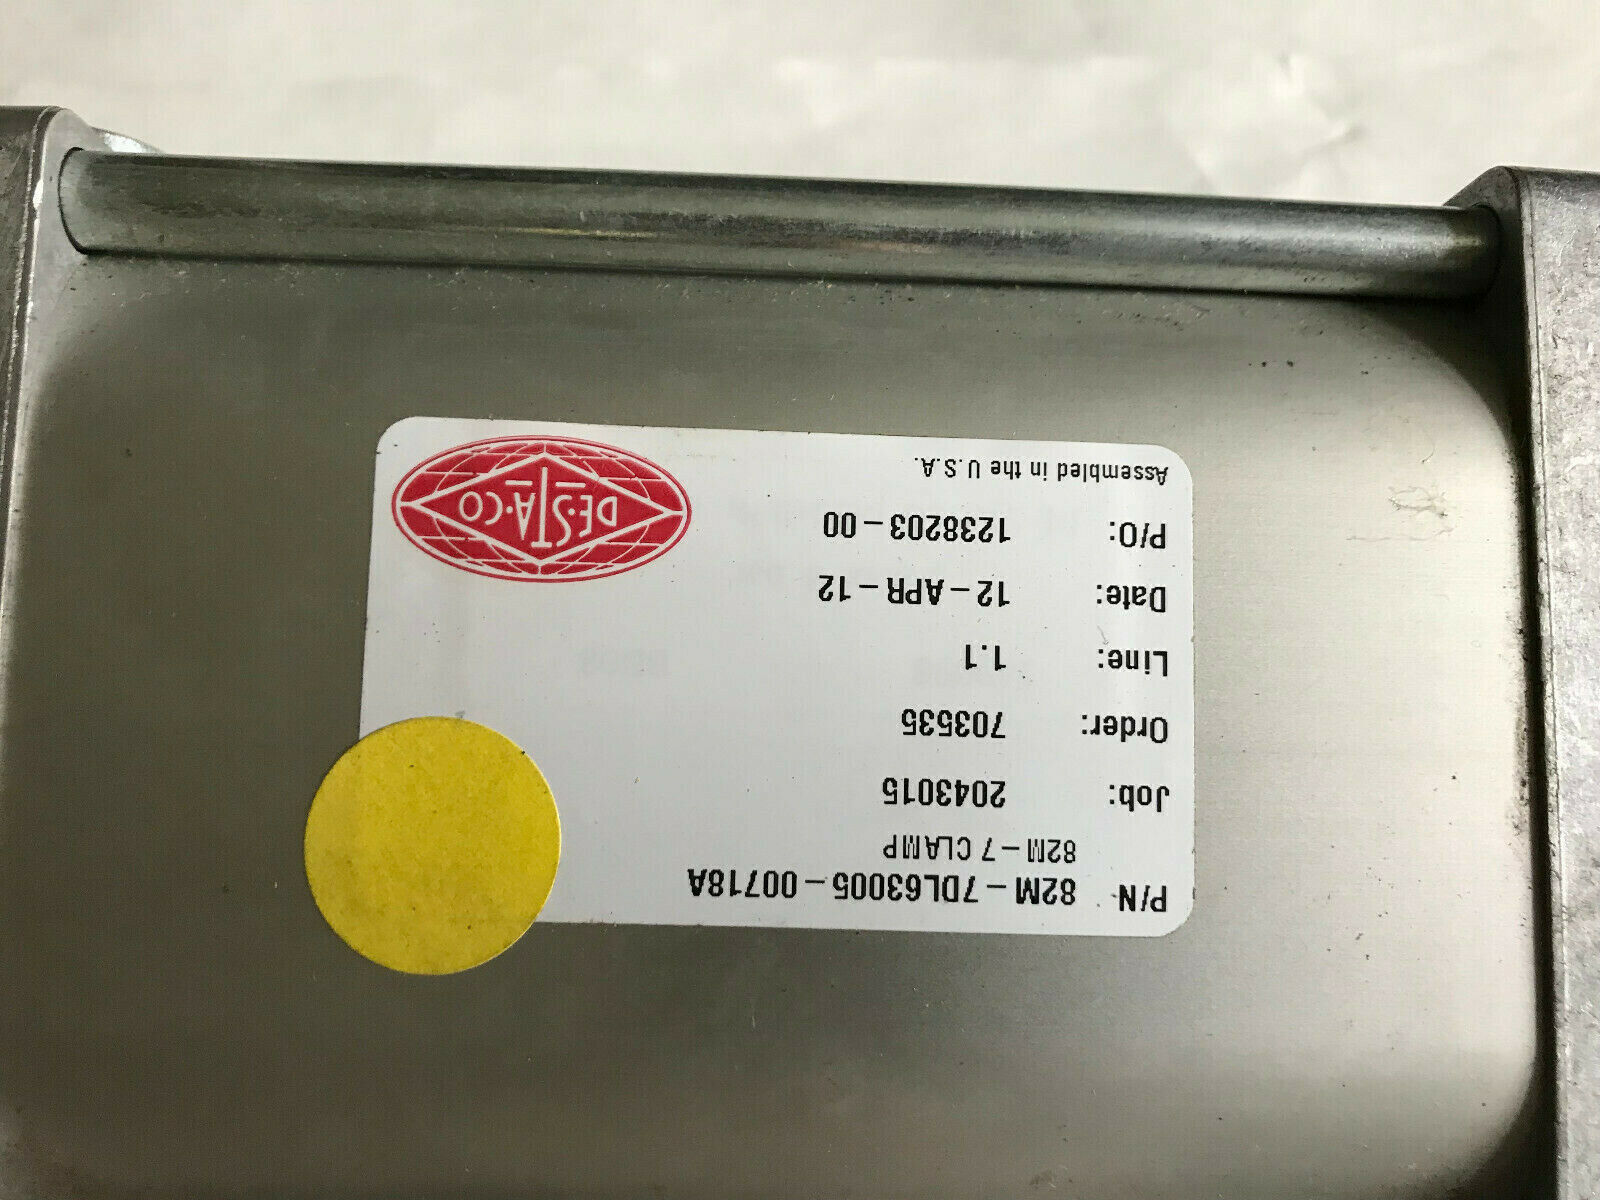 P/N 82M-7DL63005-00718A
82M-7 CLAMP
Job: 2043015
Order: 703535
Line: 1.1
Date: 12-APR-12
P/O: 1238203-00
Assembled in the U.S.A.
DE·STA·CO